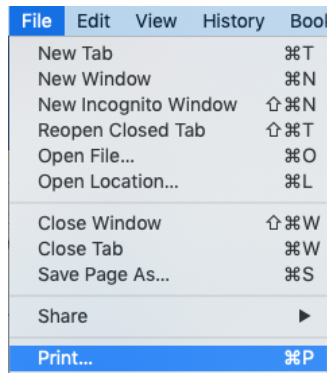 File Edit View History Bool
New Tab ⌘T
New Window ⌘N
New Incognito Window ⇧⌘N
Reopen Closed Tab ⇧⌘T
Open File... ⌘O
Open Location... ⌘L
Close Window ⇧⌘W
Close Tab ⌘W
Save Page As... ⌘S
Share ▶
Print... ⌘P